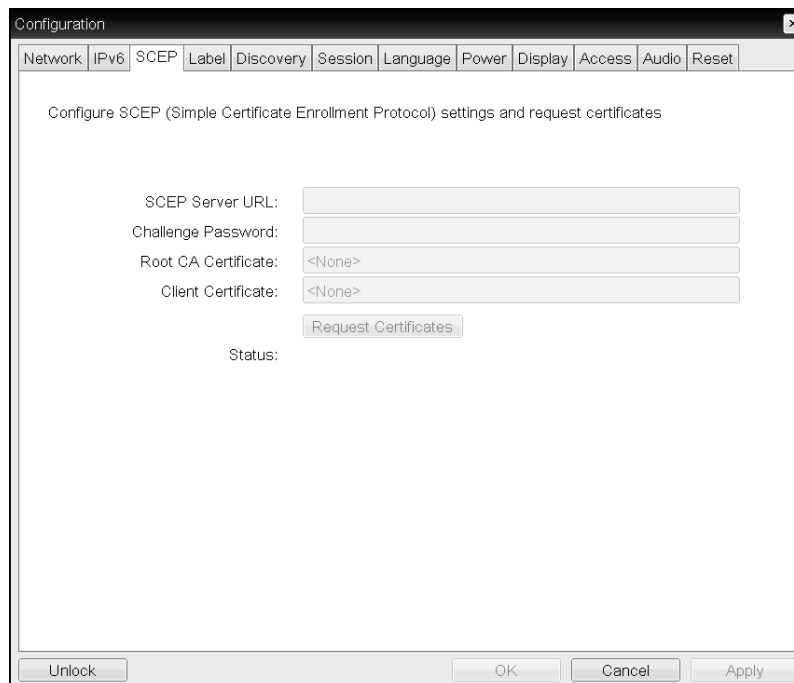 Configuration
Network IPv6 SCEP Label Discovery Session Language Power Display Access Audio Reset
Configure SCEP (Simple Certificate Enrollment Protocol) settings and request certificates
SCEP Server URL:
Challenge Password:
Root CA Certificate: <None>
Client Certificate: <None>
Request Certificates
Status:
Unlock OK Cancel Apply